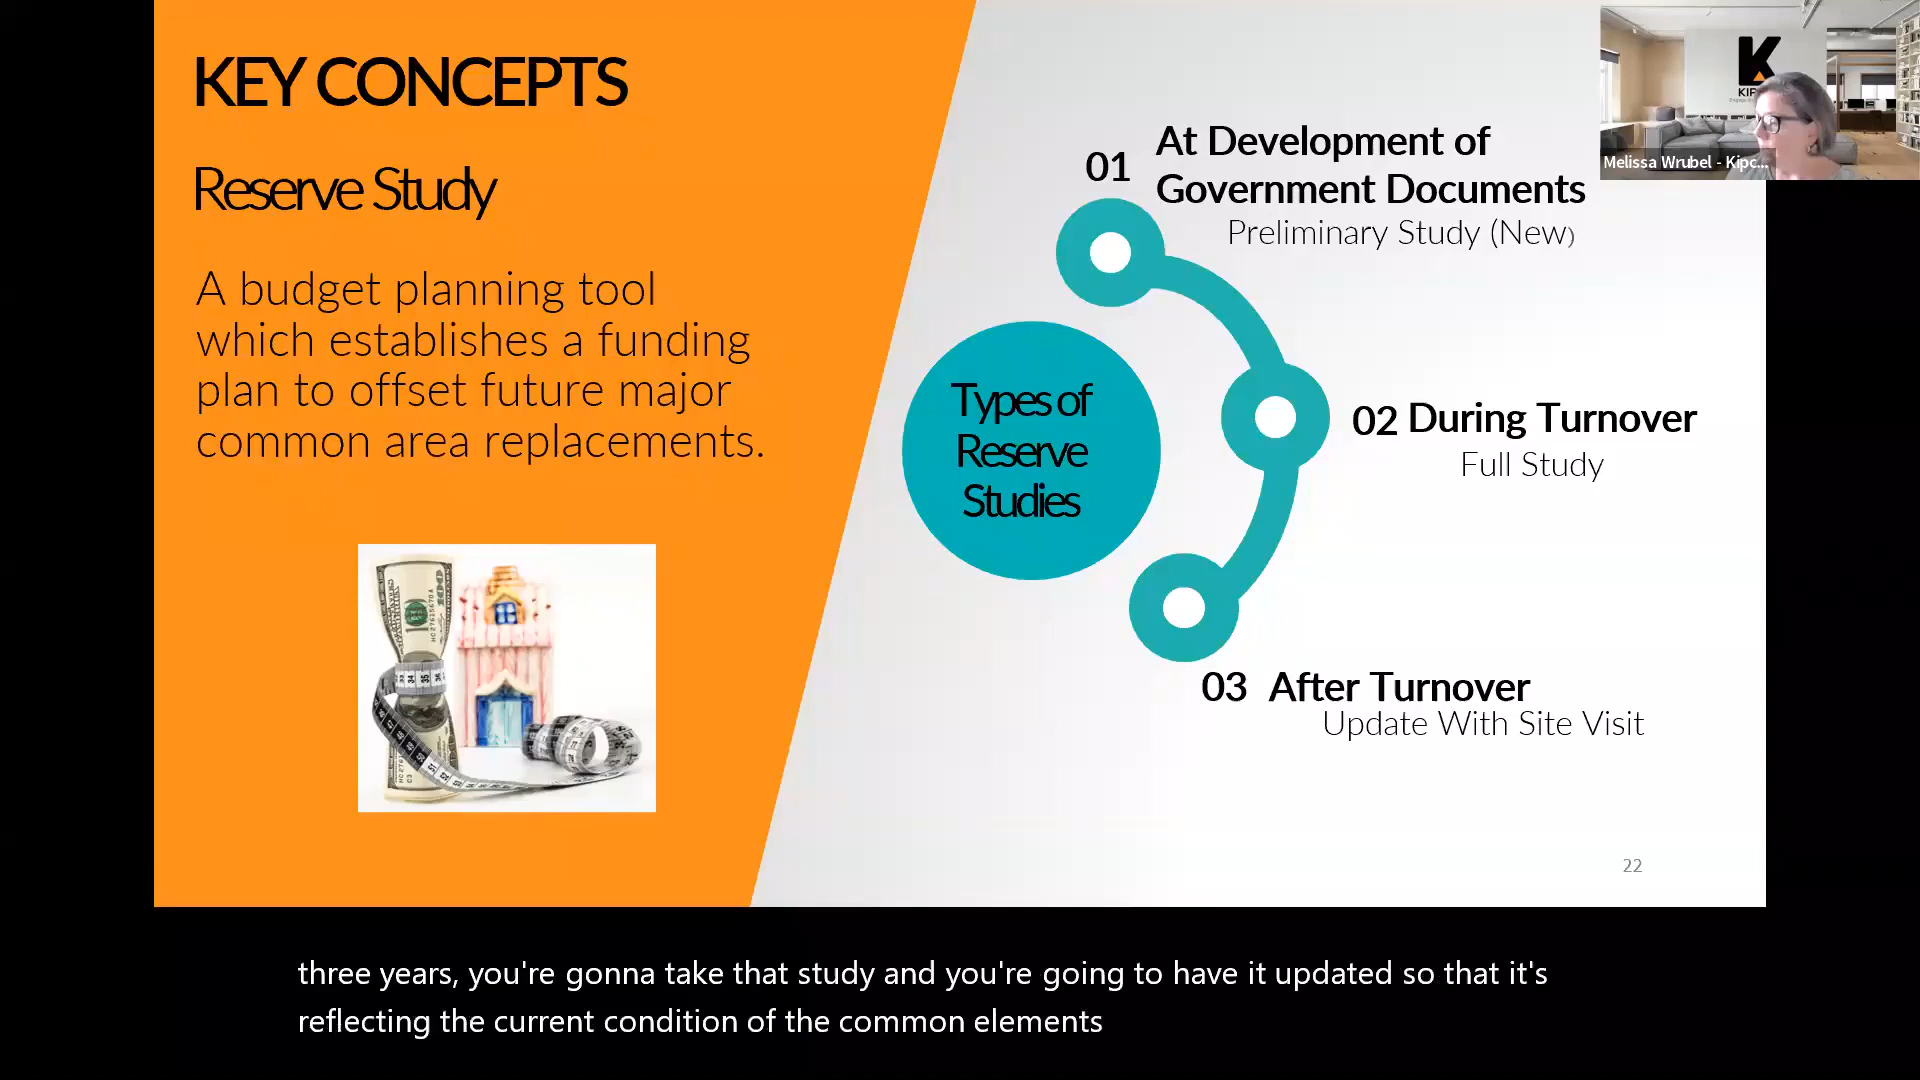 KEY CONCEPTS
Reserve Study
A budget planning tool
which establishes a funding
plan to offset future major
common area replacements.
Types of
Reserve
Studies
01
At Development of
Government Documents
Preliminary Study (New)
02 During Turnover
Full Study
03 After Turnover
Update With Site Visit
22
K
Melissa Wrubel - Kipc...
three years, you're gonna take that study and you're going to have it updated so that it's
reflecting the current condition of the common elements